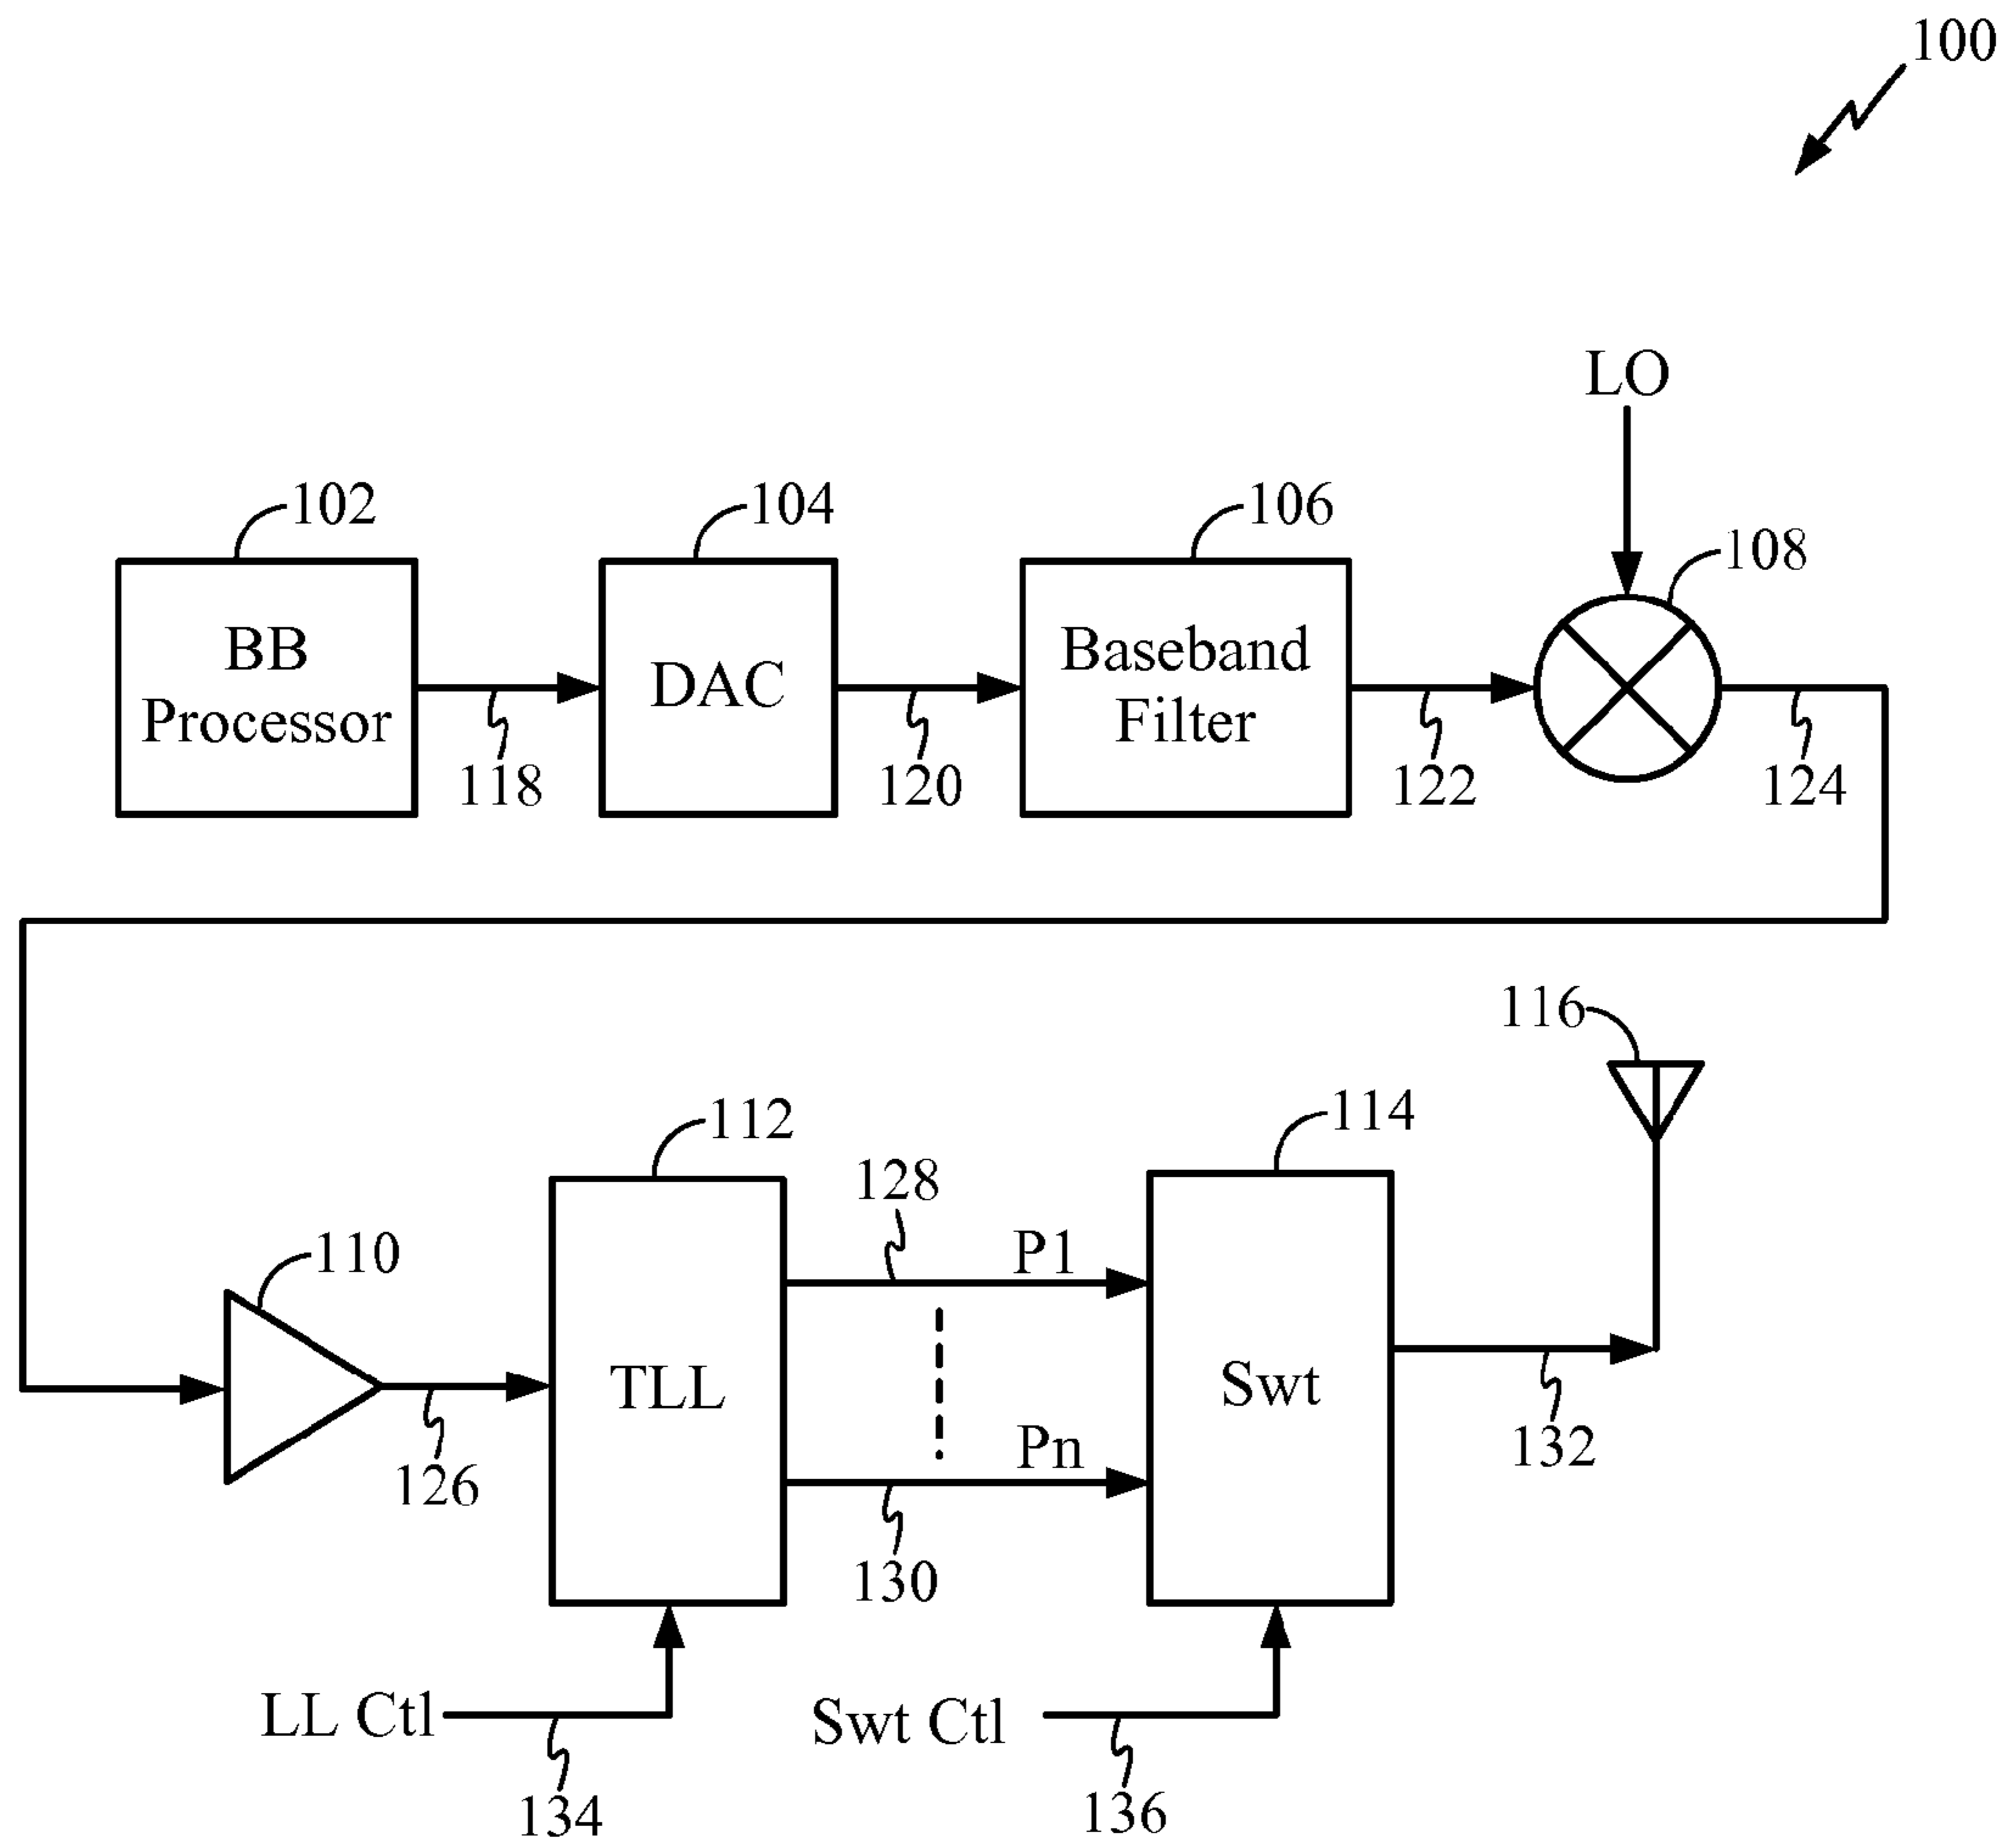 100
LO
102
104
106
108
BB
Processor
DAC
Baseband
Filter
118
120
122
124
116
112
114
128
P1
110
TLL
Swt
Pn
126
132
130
LL Ctl
Swt Ctl
134
136